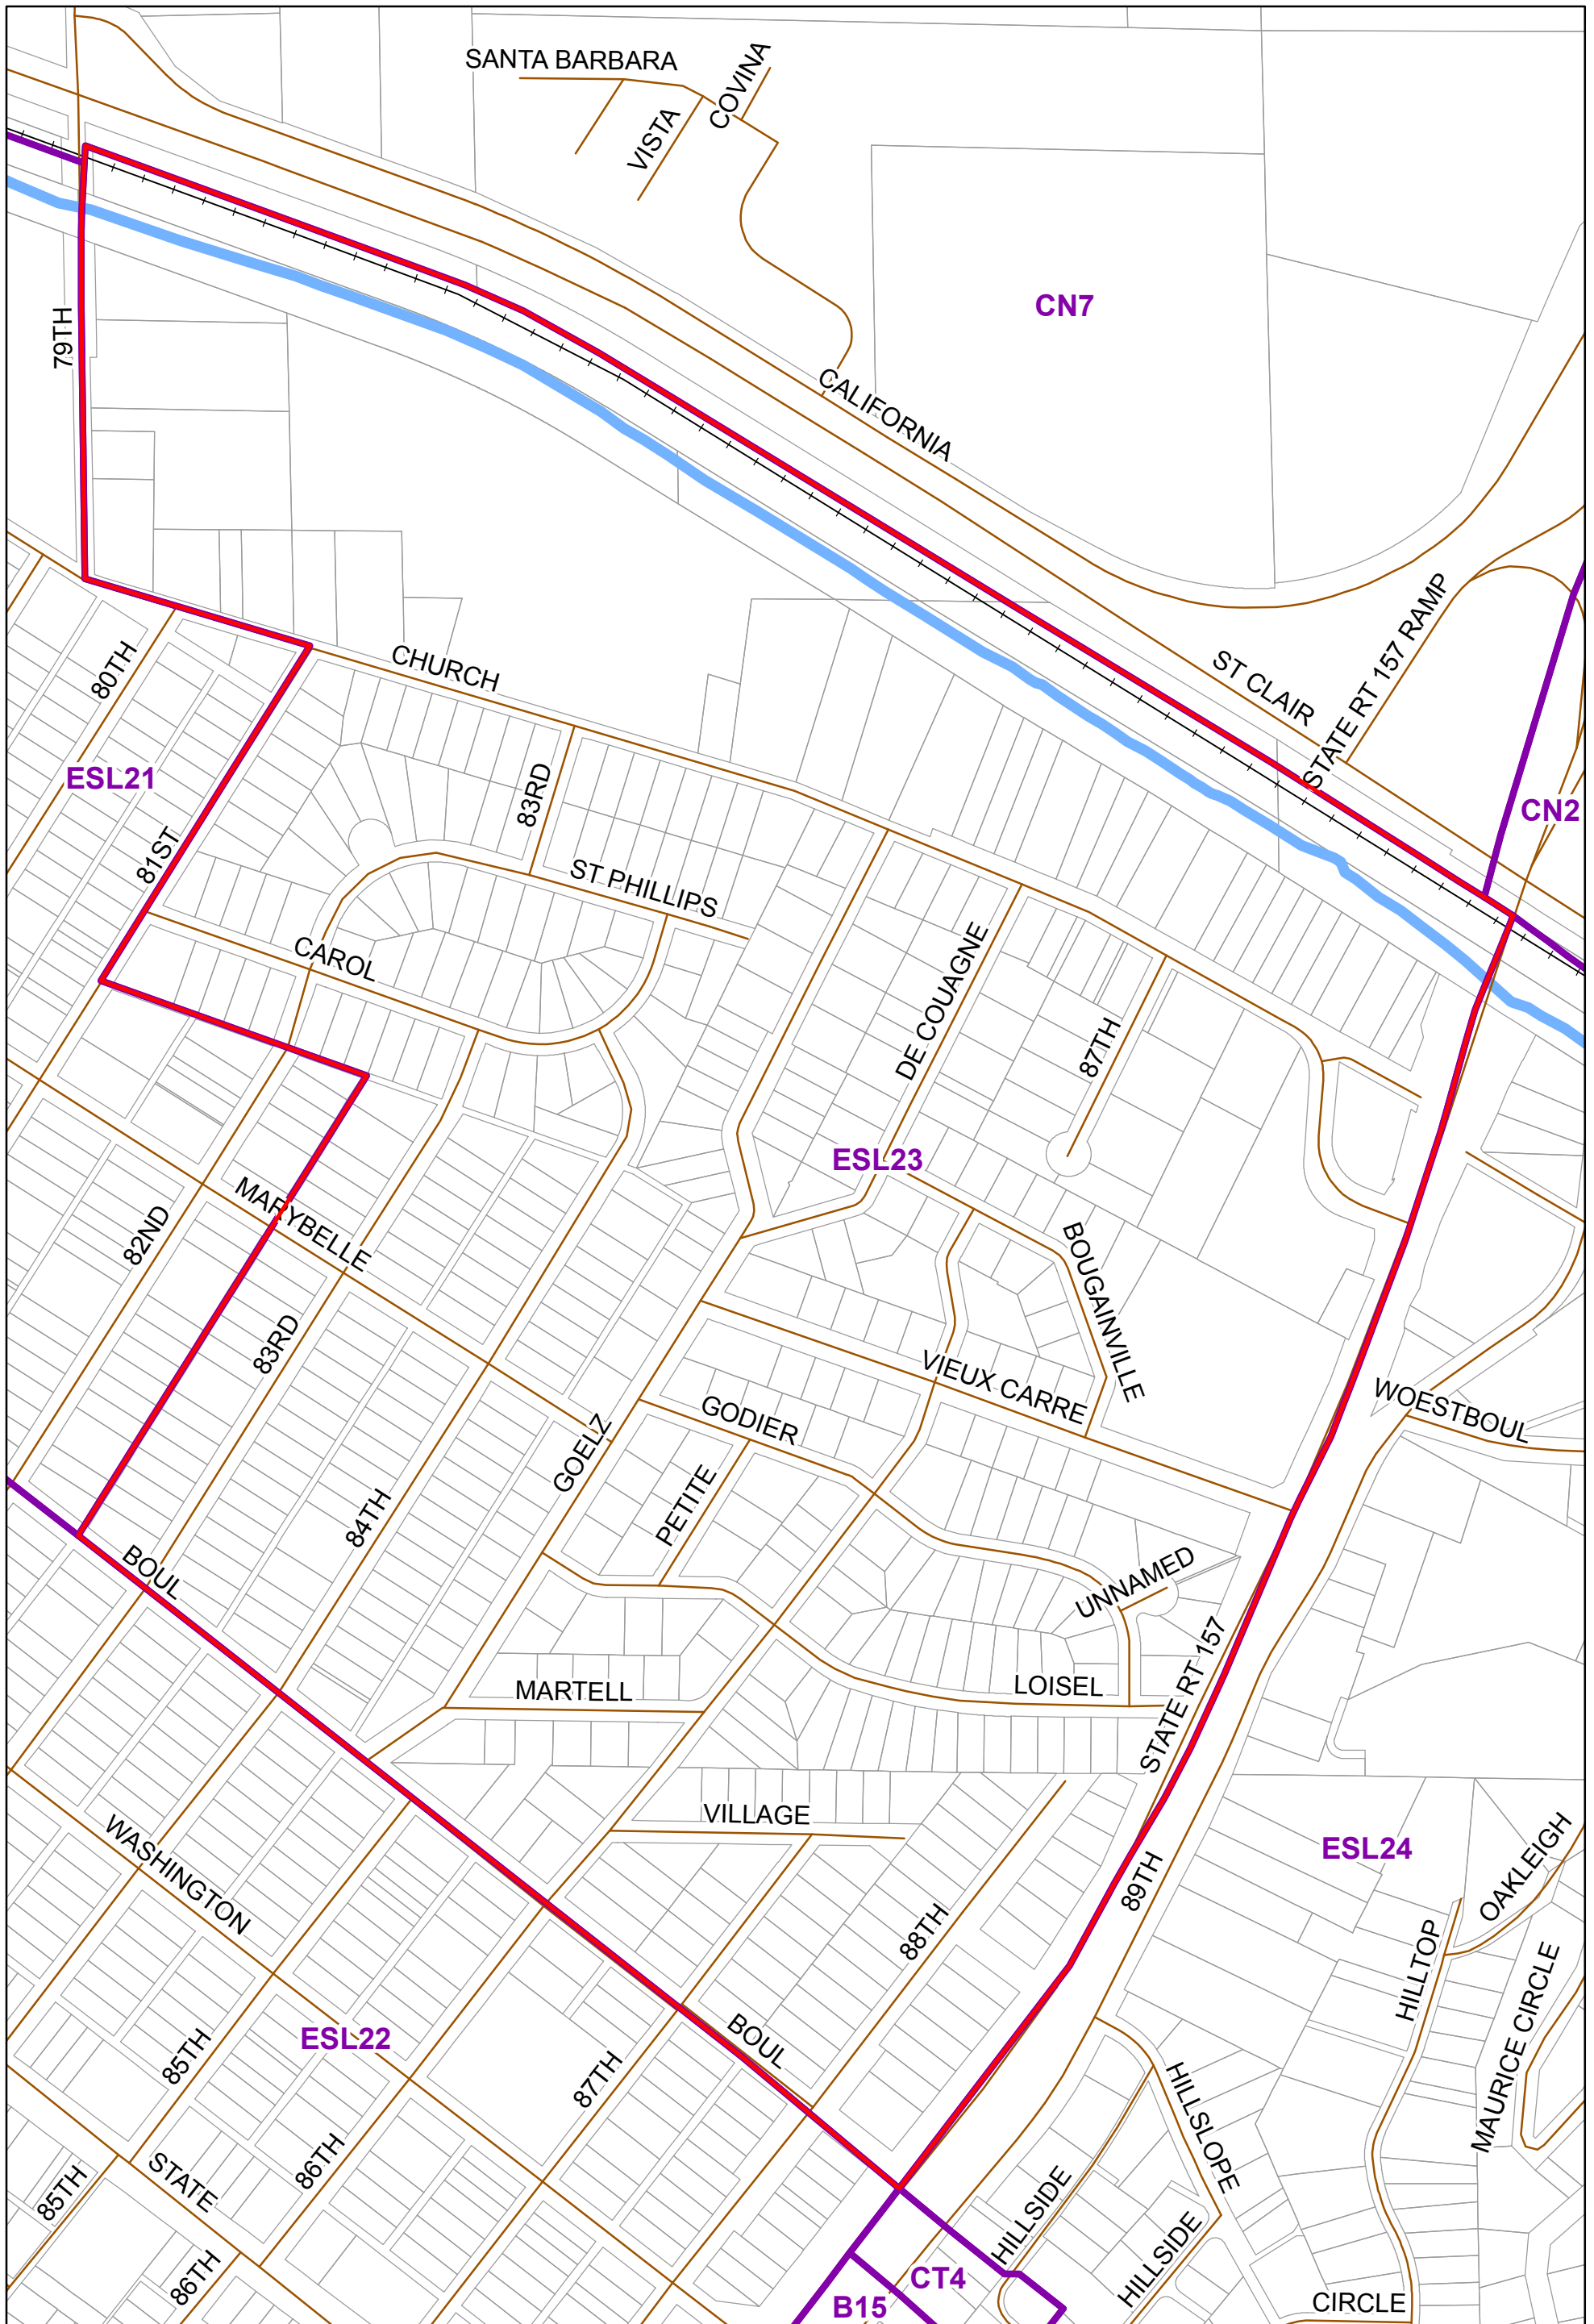 SANTA BARBARA
COVINA
VISTA
CN7
79TH
CALIFORNIA
STATE RT 157 RAMP
ST CLAIR
CHURCH
80TH
ESL21
83RD
CN2
81ST
ST PHILLIPS
CAROL
DE COUAGNE
87TH
ESL23
MARYBELLE
82ND
BOUGAINVILLE
83RD
VIEUX CARRE
WOESTBOUL
GODIER
GOELZ
PETITE
84TH
BOUL
UNNAMED
STATE RT 157
LOISEL
MARTELL
VILLAGE
WASHINGTON
ESL24
OAKLEIGH
89TH
88TH
HILLTOP
MAURICE CIRCLE
ESL22
BOUL
85TH
87TH
HILLSLOPE
86TH
STATE
85TH
HILLSIDE
HILLSIDE
86TH
CT4
B15
CIRCLE